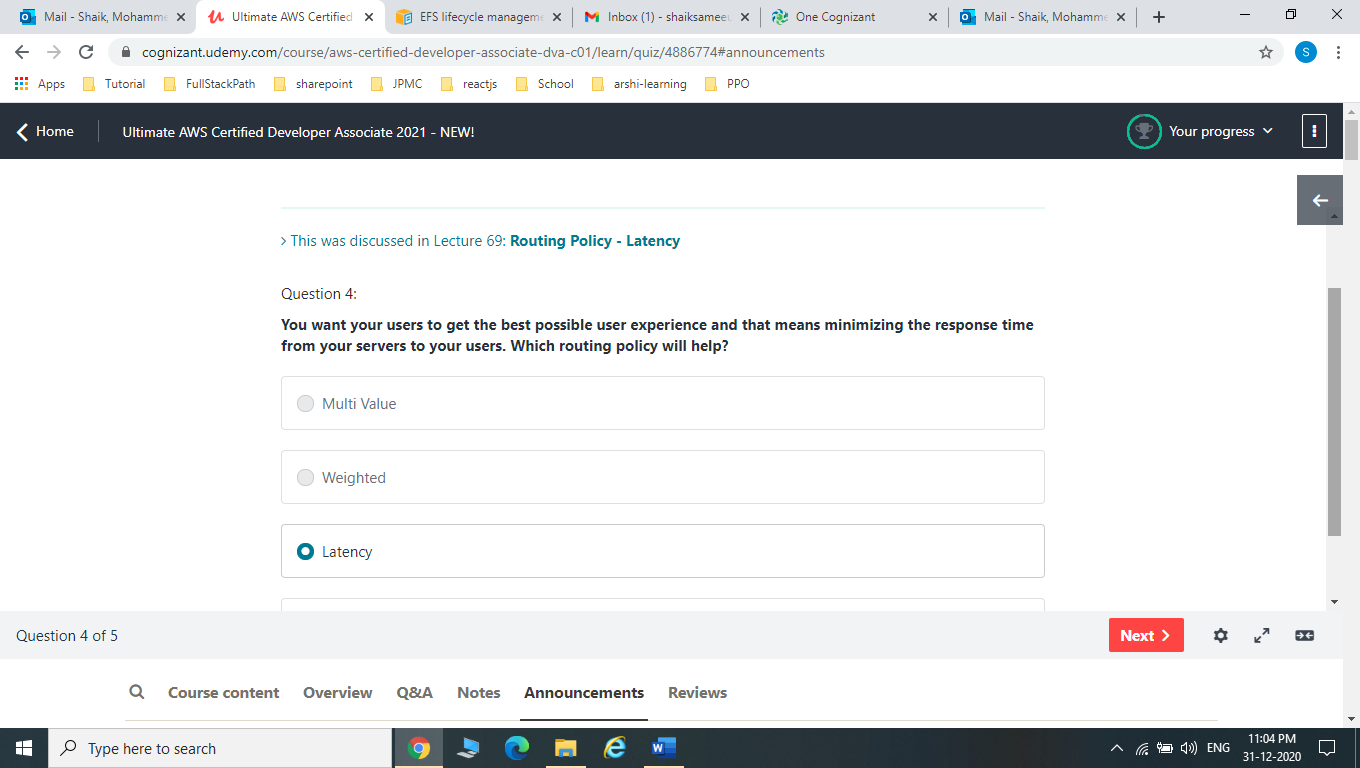 Mail - Shaik, Mohamme
Ultimate AWS Certified
EFS lifecycle manageme
Inbox (1) - shaiksameeu
One Cognizant
Mail - Shaik, Mohamme
cognizant.udemy.com/course/aws-certified-developer-associate-dva-c01/learn/quiz/4886774#announcements
S
Apps
Tutorial
FullStackPath
sharepoint
JPMC
reactjs
School
arshi-learning
PPO
Home
Ultimate AWS Certified Developer Associate 2021 - NEW!
Your progress
> This was discussed in Lecture 69: Routing Policy - Latency
Question 4:
You want your users to get the best possible user experience and that means minimizing the response time
from your servers to your users. Which routing policy will help?
Multi Value
Weighted
Latency
Question 4 of 5
Next
Course content
Overview
Q&A
Notes
Announcements
Reviews
Type here to search
ENG
11:04 PM
31-12-2020